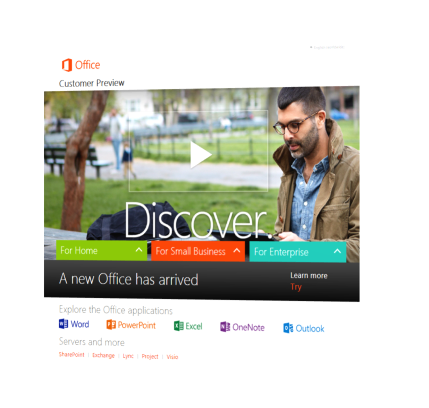 Office
Customer Preview
Discover.
For Home
For Small Business
For Enterprise
A new Office has arrived
Learn more
Try
Explore the Office applications
Word PowerPoint Excel OneNote Outlook
Servers and more
SharePoint | Exchange | Lync | Project | Visio